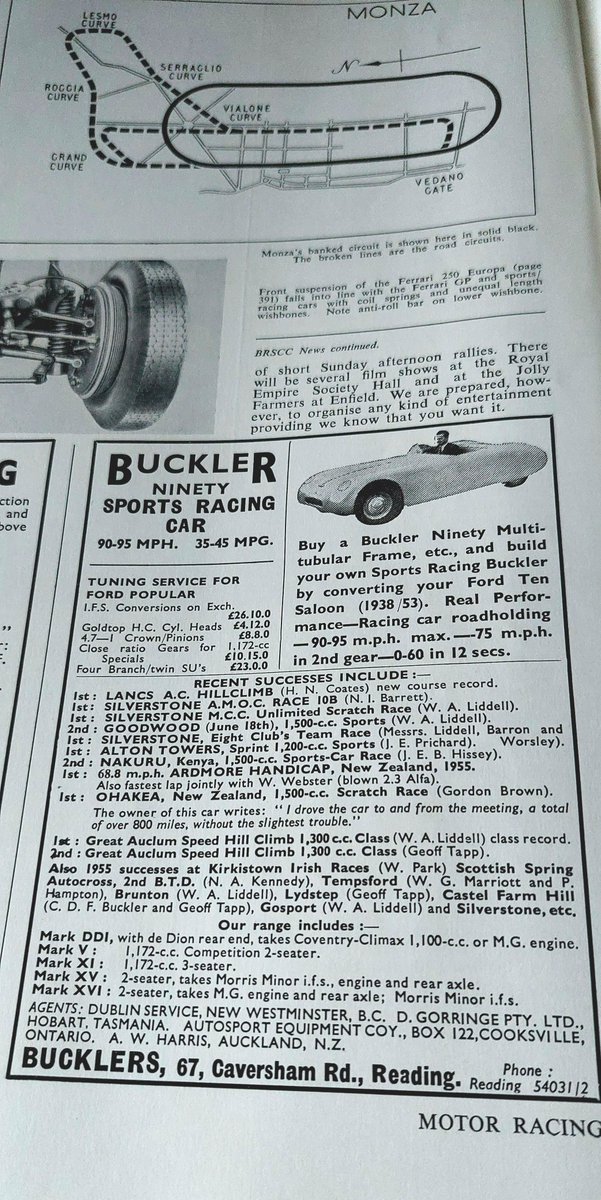 MONZA
LESMO
CURVE
SERRAGLIO
CURVE
N
ROGGIA
CURVE
VIALONE
CURVE
GRAND
CURVE
VEDANO
GATE
Monza's banked circuit is shown here in solid black.
The broken lines are the road circuits.
Front suspension of the Ferrari 250 Europa (page
391) falls into line with the Ferrari GP and sports/
racing cars with coil springs and unequal length
wishbones. Note anti-roll bar on lower wishbone.
BRSCC News continued.
of short Sunday afternoon rallies. There
will be several film shows at the Royal
Empire Society Hall and at the Jolly
Farmers at Enfield. We are prepared, how-
ever, to organise any kind of entertainment
providing we know that you want it.
G
ction
and
bove
BUCKLER
NINETY
SPORTS RACING
CAR
90-95 MPH. 35-45 MPG.
TUNING SERVICE FOR
FORD POPULAR
I.F.S. Conversions on Exch.
£26.10.0
Goldtop H.C. Cyl. Heads £4.12.0
4.7—1 Crown/Pinions £8.8.0
Close ratio Gears for 1,172-cc
Specials £10.15.0
Four Branch/twin SU's £23.0.0
Buy a Buckler Ninety Multi-
tubular Frame, etc., and build
your own Sports Racing Buckler
by converting your Ford Ten
Saloon (1938/53). Real Perfor-
mance—Racing car roadholding
—90-95 m.p.h. max.—-75 m.p.h.
in 2nd gear—0-60 in 12 secs.
RECENT SUCCESSES INCLUDE :—
1st : LANCS A.C. HILLCLIMB (H. N. Coates) new course record.
1st : SILVERSTONE A.M.O.C. RACE 10B (N. I. Barrett).
1st : SILVERSTONE M.C.C. Unlimited Scratch Race (W. A. Liddell).
2nd : GOODWOOD (June 18th), 1,500-c.c. Sports (W. A. Liddell).
1st : SILVERSTONE, Eight Club's Team Race (Messrs. Liddell, Barron and
Worsley).
1st : ALTON TOWERS, Sprint 1,200-c.c. Sports (J. E. Prichard).
2nd : NAKURU, Kenya, 1,500-c.c. Sports-Car Race (J. E. B. Hissey).
1st : 68.8 m.p.h. ARDMORE HANDICAP, New Zealand, 1955.
Also fastest lap jointly with W. Webster (blown 2.3 Alfa).
1st : OHAKEA, New Zealand, 1,500-c.c. Scratch Race (Gordon Brown).
The owner of this car writes: "I drove the car to and from the meeting, a total
of over 800 miles, without the slightest trouble."
1st : Great Auclum Speed Hill Climb 1,300 c.c. Class (W. A. Liddell) class record.
2nd : Great Auclum Speed Hill Climb 1,300 c.c. Class (Geoff Tapp).
Also 1955 successes at Kirkistown Irish Races (W. Park) Scottish Spring
Autocross, 2nd B.T.D. (N. A. Kennedy), Tempsford (W. G. Marriott and P.
Hampton), Brunton (W. A. Liddell), Lydstep (Geoff Tapp), Castel Farm Hill
(C. D. F. Buckler and Geoff Tapp), Gosport (W. A. Liddell) and Silverstone, etc.
Our range includes :—
Mark DDI, with de Dion rear end, takes Coventry-Climax 1,100-c.c. or M.G. engine.
Mark V : 1,172-c.c. Competition 2-seater.
Mark XI : 1,172-c.c. 3-seater.
Mark XV : 2-seater, takes Morris Minor i.f.s., engine and rear axle.
Mark XVI : 2-seater, takes M.G. engine and rear axle; Morris Minor i.f.s.
AGENTS: DUBLIN SERVICE, NEW WESTMINSTER, B.C. D. GORRINGE PTY. LTD.,
HOBART, TASMANIA. AUTOSPORT EQUIPMENT COY., BOX 122, COOKSVILLE,
ONTARIO. A. W. HARRIS, AUCKLAND, N.Z.
BUCKLERS, 67, Caversham Rd., Reading. Phone :
Reading 54031/2
MOTOR RACING